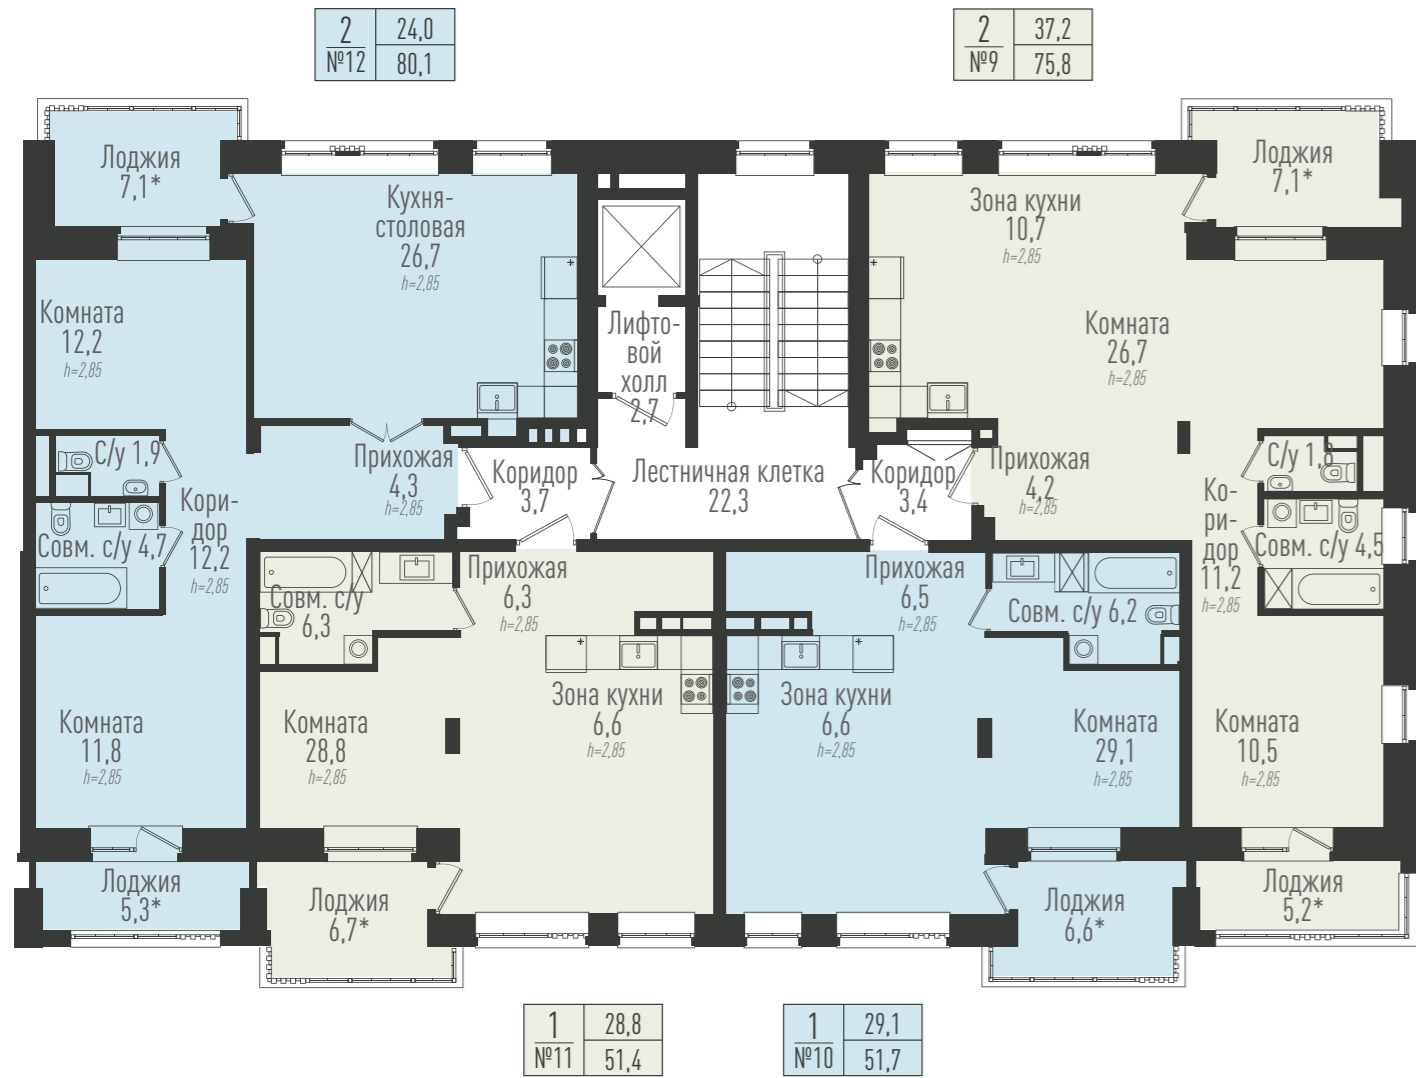 2
№12
24,0
80,1
2
№9
37,2
75,8
Лоджия
7,1*
Кухня-
столовая
26,7
h=2,85
Зона кухни
10,7
h=2,85
Лоджия
7,1*
Комната
12,2
h=2,85
Лифто-
вой
холл
2,7
Комната
26,7
h=2,85
С/у 1,9
Прихожая
4,3
h=2,85
Коридор
3,7
Лестничная клетка
22,3
Коридор
3,4
Прихожая
4,2
h=2,85
С/у 1,8
Кори-
дор
12,2
h=2,85
Совм. с/у 4,7
Ко-
ри-
дор
11,2
h=2,85
Совм. с/у 4,5
Совм. с/у
6,3
Прихожая
6,3
h=2,85
Прихожая
6,5
h=2,85
Совм. с/у 6,2
Комната
11,8
h=2,85
Комната
28,8
h=2,85
Зона кухни
6,6
h=2,85
Зона кухни
6,6
h=2,85
Комната
29,1
h=2,85
Комната
10,5
h=2,85
Лоджия
5,3*
Лоджия
6,7*
Лоджия
6,6*
Лоджия
5,2*
1
№11
28,8
51,4
1
№10
29,1
51,7